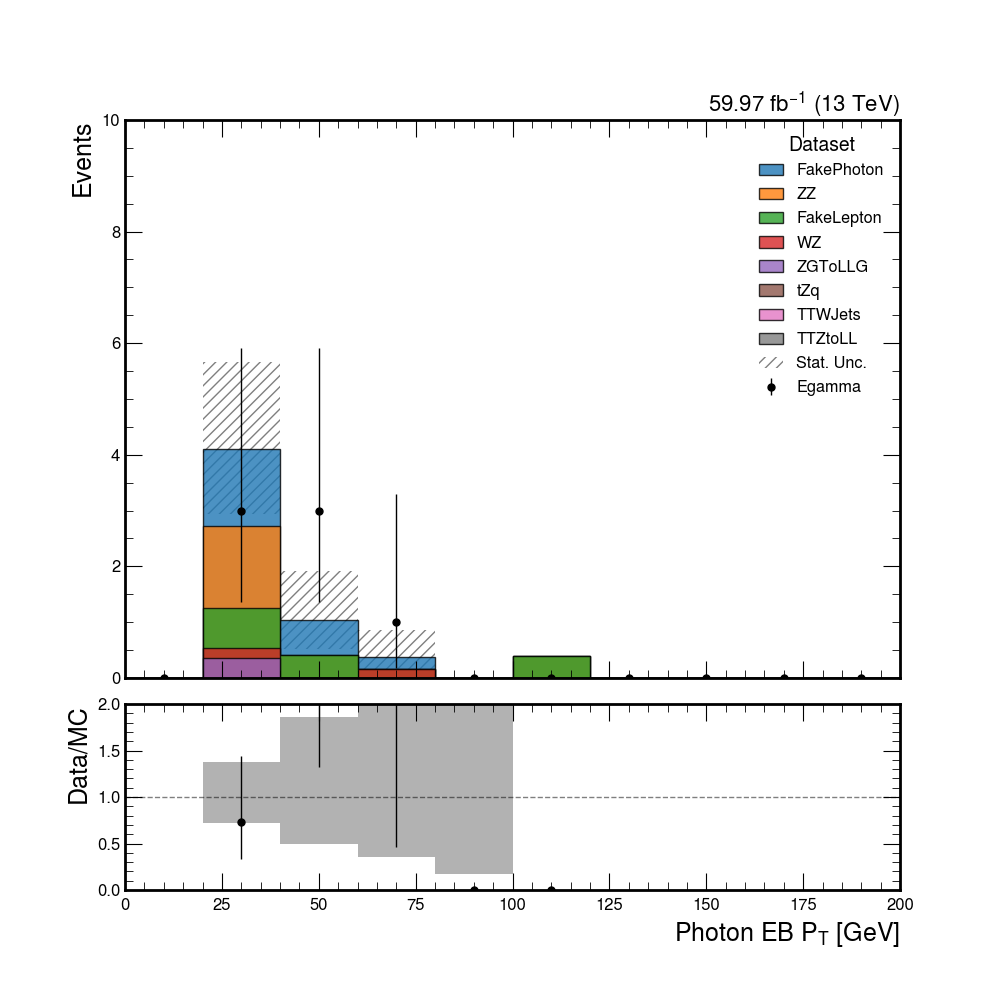 59.97 fb⁻¹ (13 TeV)
Events
10
8
6
4
2
0
Dataset
FakePhoton
ZZ
FakeLepton
WZ
ZGToLLG
tZq
TTWJets
TTZtoLL
Stat. Unc.
Egamma
Data/MC
2.0
1.5
1.0
0.5
0.0
0 25 50 75 100 125 150 175 200
Photon EB P_T [GeV]